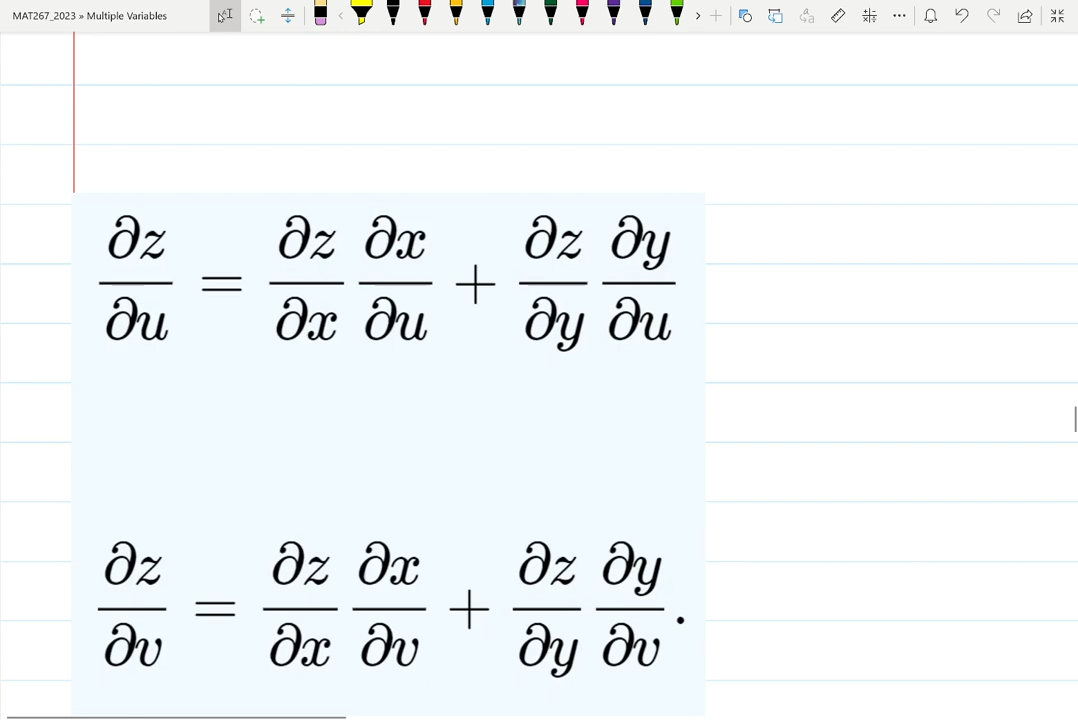 MAT267_2023 » Multiple Variables
∂z/∂u = ∂z/∂x ∂x/∂u + ∂z/∂y ∂y/∂u
∂z/∂v = ∂z/∂x ∂x/∂v + ∂z/∂y ∂y/∂v.